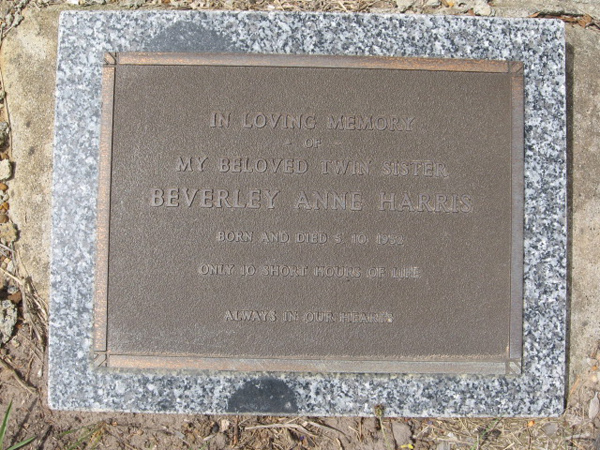 IN LOVING MEMORY
- OF -
MY BELOVED TWIN SISTER
BEVERLEY ANNE HARRIS
BORN AND DIED 10
ONLY 10 SHORT HOURS OF LIFE
ALWAYS IN OUR HEARTS